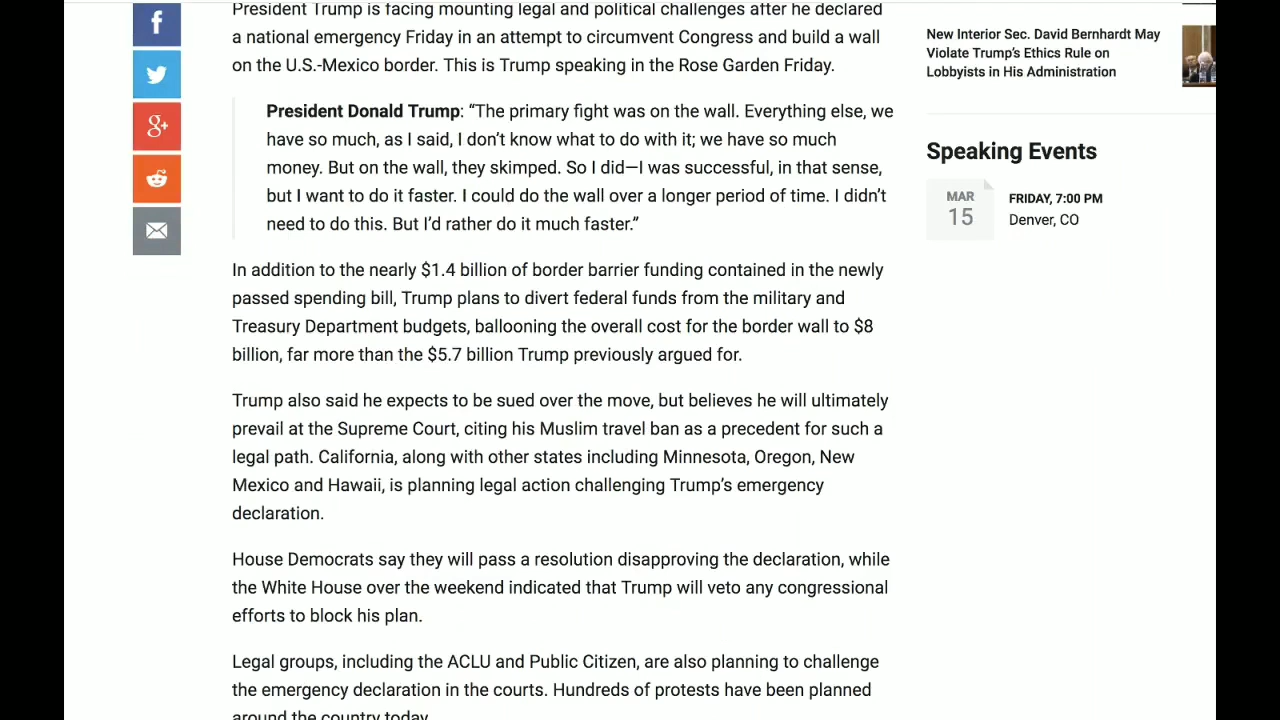 President Trump is facing mounting legal and political challenges after he declared
a national emergency Friday in an attempt to circumvent Congress and build a wall
on the U.S.-Mexico border. This is Trump speaking in the Rose Garden Friday.
President Donald Trump: “The primary fight was on the wall. Everything else, we
have so much, as I said, I don’t know what to do with it; we have so much
money. But on the wall, they skimped. So I did—I was successful, in that sense,
but I want to do it faster. I could do the wall over a longer period of time. I didn’t
need to do this. But I’d rather do it much faster.”
In addition to the nearly $1.4 billion of border barrier funding contained in the newly
passed spending bill, Trump plans to divert federal funds from the military and
Treasury Department budgets, ballooning the overall cost for the border wall to $8
billion, far more than the $5.7 billion Trump previously argued for.
Trump also said he expects to be sued over the move, but believes he will ultimately
prevail at the Supreme Court, citing his Muslim travel ban as a precedent for such a
legal path. California, along with other states including Minnesota, Oregon, New
Mexico and Hawaii, is planning legal action challenging Trump’s emergency
declaration.
House Democrats say they will pass a resolution disapproving the declaration, while
the White House over the weekend indicated that Trump will veto any congressional
efforts to block his plan.
Legal groups, including the ACLU and Public Citizen, are also planning to challenge
the emergency declaration in the courts. Hundreds of protests have been planned
around the country today.
New Interior Sec. David Bernhardt May
Violate Trump’s Ethics Rule on
Lobbyists in His Administration
Speaking Events
MAR
15
FRIDAY, 7:00 PM
Denver, CO